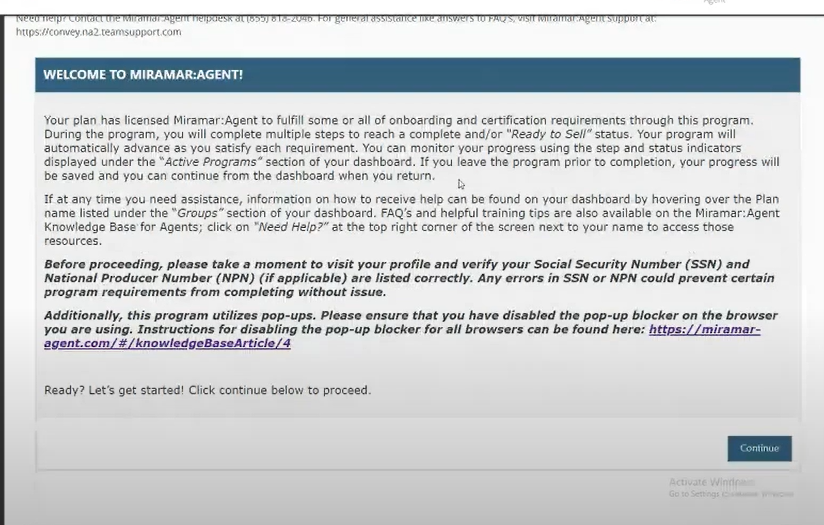 Agent
Need help? Contact the Miramar:Agent Helpdesk at (855) 818-2046. For general assistance like answers to FAQ's, visit Miramar:Agent support at:
https://convey.na2.teamsupport.com
WELCOME TO MIRAMAR:AGENT!
Your plan has licensed Miramar:Agent to fulfill some or all of onboarding and certification requirements through this program.
During the program, you will complete multiple steps to reach a complete and/or "Ready to Sell" status. Your program will
automatically advance as you satisfy each requirement. You can monitor your progress using the step and status indicators
displayed under the "Active Programs" section of your dashboard. If you leave the program prior to completion, your progress will
be saved and you can continue from the dashboard when you return.
If at any time you need assistance, information on how to receive help can be found on your dashboard by hovering over the Plan
name listed under the "Groups" section of your dashboard. FAQ's and helpful training tips are also available on the Miramar:Agent
Knowledge Base for Agents; click on "Need Help?" at the top right corner of the screen next to your name to access those
resources.
Before proceeding, please take a moment to visit your profile and verify your Social Security Number (SSN) and
National Producer Number (NPN) (if applicable) are listed correctly. Any errors in SSN or NPN could prevent certain
program requirements from completing without issue.
Additionally, this program utilizes pop-ups. Please ensure that you have disabled the pop-up blocker on the browser
you are using. Instructions for disabling the pop-up blocker for all browsers can be found here: https://miramar-
agent.com/#/knowledgeBaseArticle/4
Ready? Let's get started! Click continue below to proceed.
Continue
Activate Windows
Go to Settings to activate Windows.